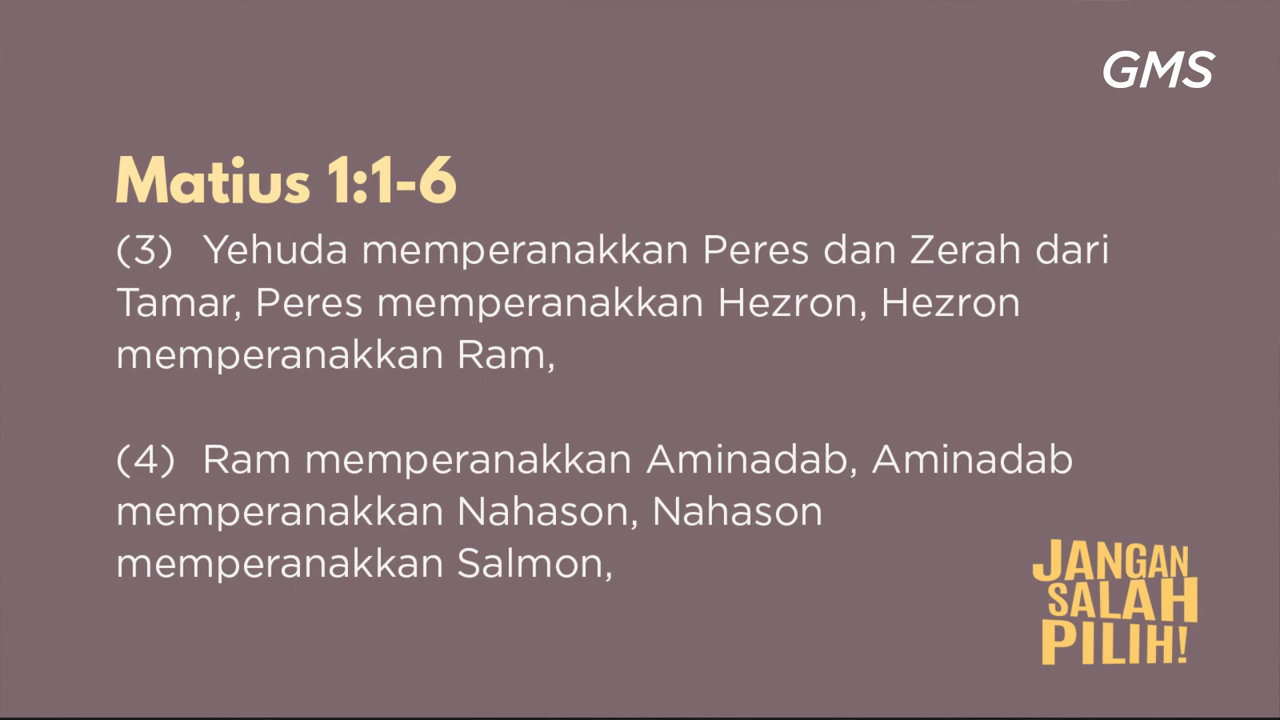 GMS
Matius 1:1-6
(3) Yehuda memperanakkan Peres dan Zerah dari
Tamar, Peres memperanakkan Hezron, Hezron
memperanakkan Ram,
(4) Ram memperanakkan Aminadab, Aminadab
memperanakkan Nahason, Nahason
memperanakkan Salmon,
JANGAN
SALAH
PILIH!